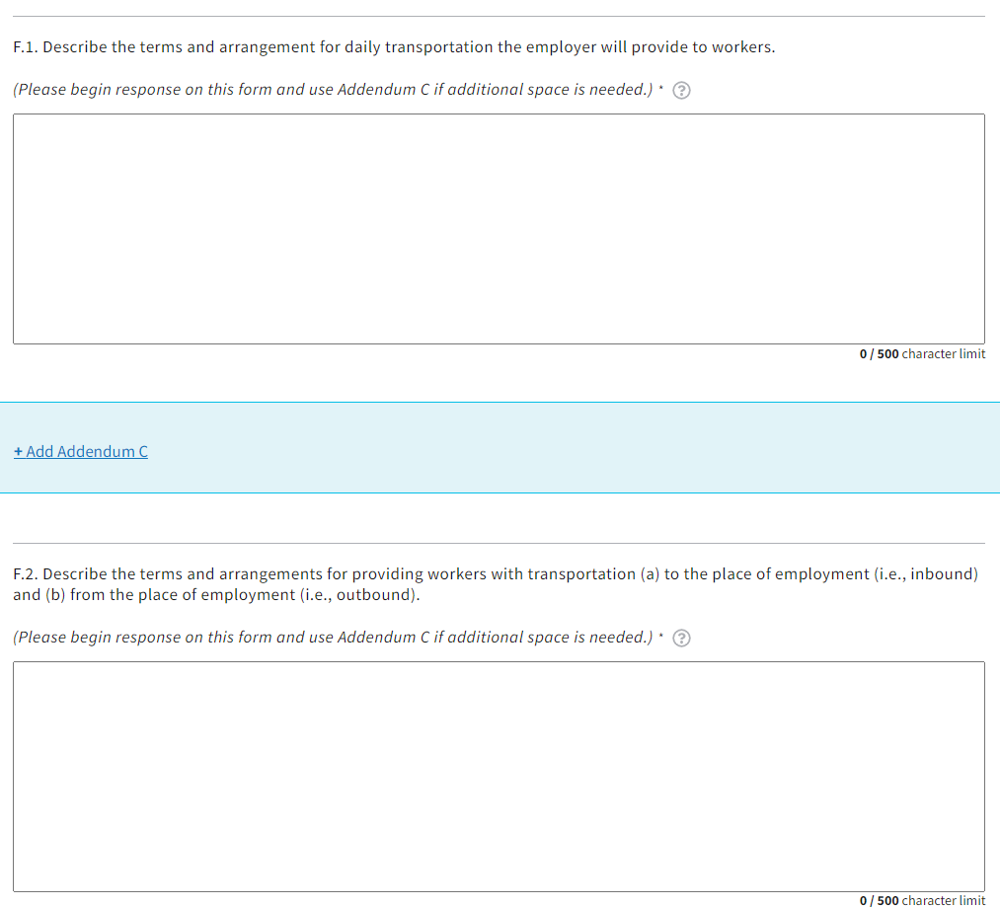 F.1. Describe the terms and arrangement for daily transportation the employer will provide to workers.
(Please begin response on this form and use Addendum C if additional space is needed.) * ?
0 / 500 character limit
+ Add Addendum C
F.2. Describe the terms and arrangements for providing workers with transportation (a) to the place of employment (i.e., inbound)
and (b) from the place of employment (i.e., outbound).
(Please begin response on this form and use Addendum C if additional space is needed.) * ?
0 / 500 character limit